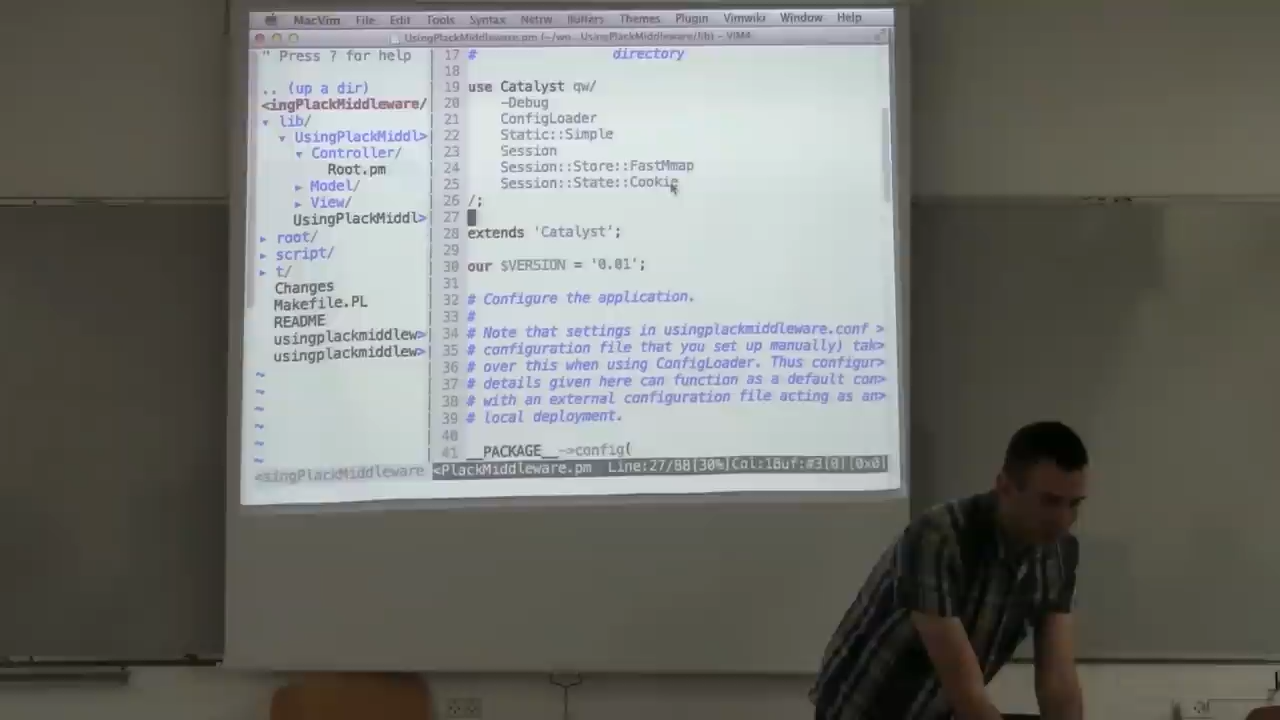 MacVim File Edit Tools Syntax Netrw Buffers Themes Plugin Vimwiki Window Help
UsingPlackMiddleware.pm (~/wo…UsingPlackMiddleware/lib) - VIM4
" Press ? for help
.. (up a dir)
<ingPlackMiddleware/
▾ lib/
▾ UsingPlackMiddl>
▾ Controller/
Root.pm
▸ Model/
▸ View/
UsingPlackMiddl>
▸ root/
▸ script/
▸ t/
Changes
Makefile.PL
README
usingplackmiddlew>
usingplackmiddlew>
~
~
~
~
~
~
<singPlackMiddleware
17 # directory
18
19 use Catalyst qw/
20 -Debug
21 ConfigLoader
22 Static::Simple
23 Session
24 Session::Store::FastMmap
25 Session::State::Cookie
26 /;
27
28 extends 'Catalyst';
29
30 our $VERSION = '0.01';
31
32 # Configure the application.
33 #
34 # Note that settings in usingplackmiddleware.conf >
35 # configuration file that you set up manually) tak>
36 # over this when using ConfigLoader. Thus configur>
37 # details given here can function as a default con>
38 # with an external configuration file acting as an>
39 # local deployment.
40
41 __PACKAGE__->config(
<PlackMiddleware.pm Line:27/88[30%]Col:1Buf:#3[0][0x0]